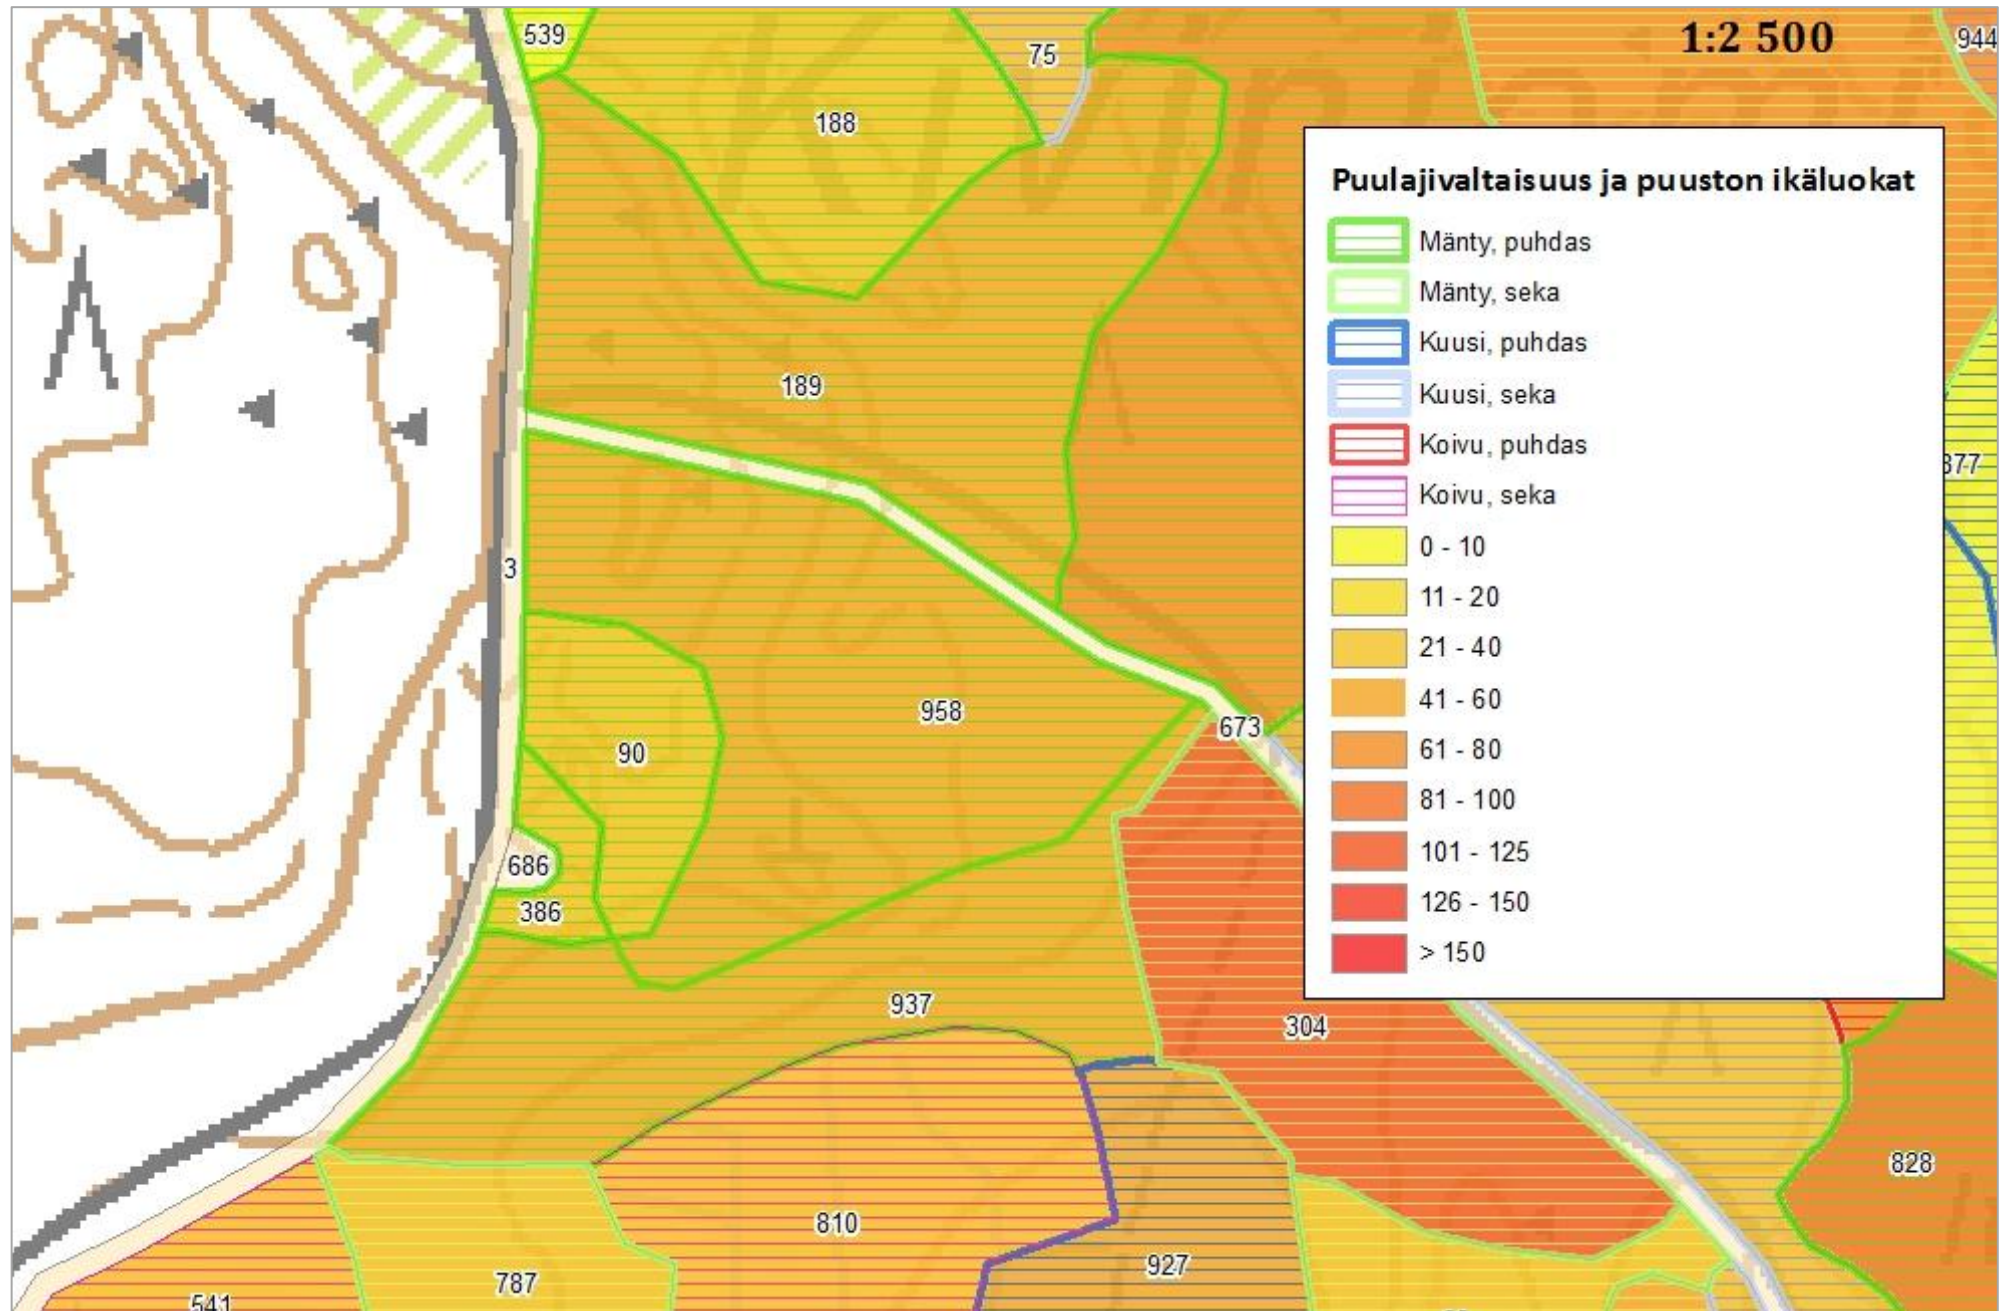 539
75
1:2 500
944
188
Puulajivaltaisuus ja puuston ikäluokat
Mänty, puhdas
Mänty, seka
Kuusi, puhdas
Kuusi, seka
Koivu, puhdas
Koivu, seka
0 - 10
11 - 20
21 - 40
41 - 60
61 - 80
81 - 100
101 - 125
126 - 150
> 150
189
377
3
958
673
90
686
386
937
304
828
810
927
787
541